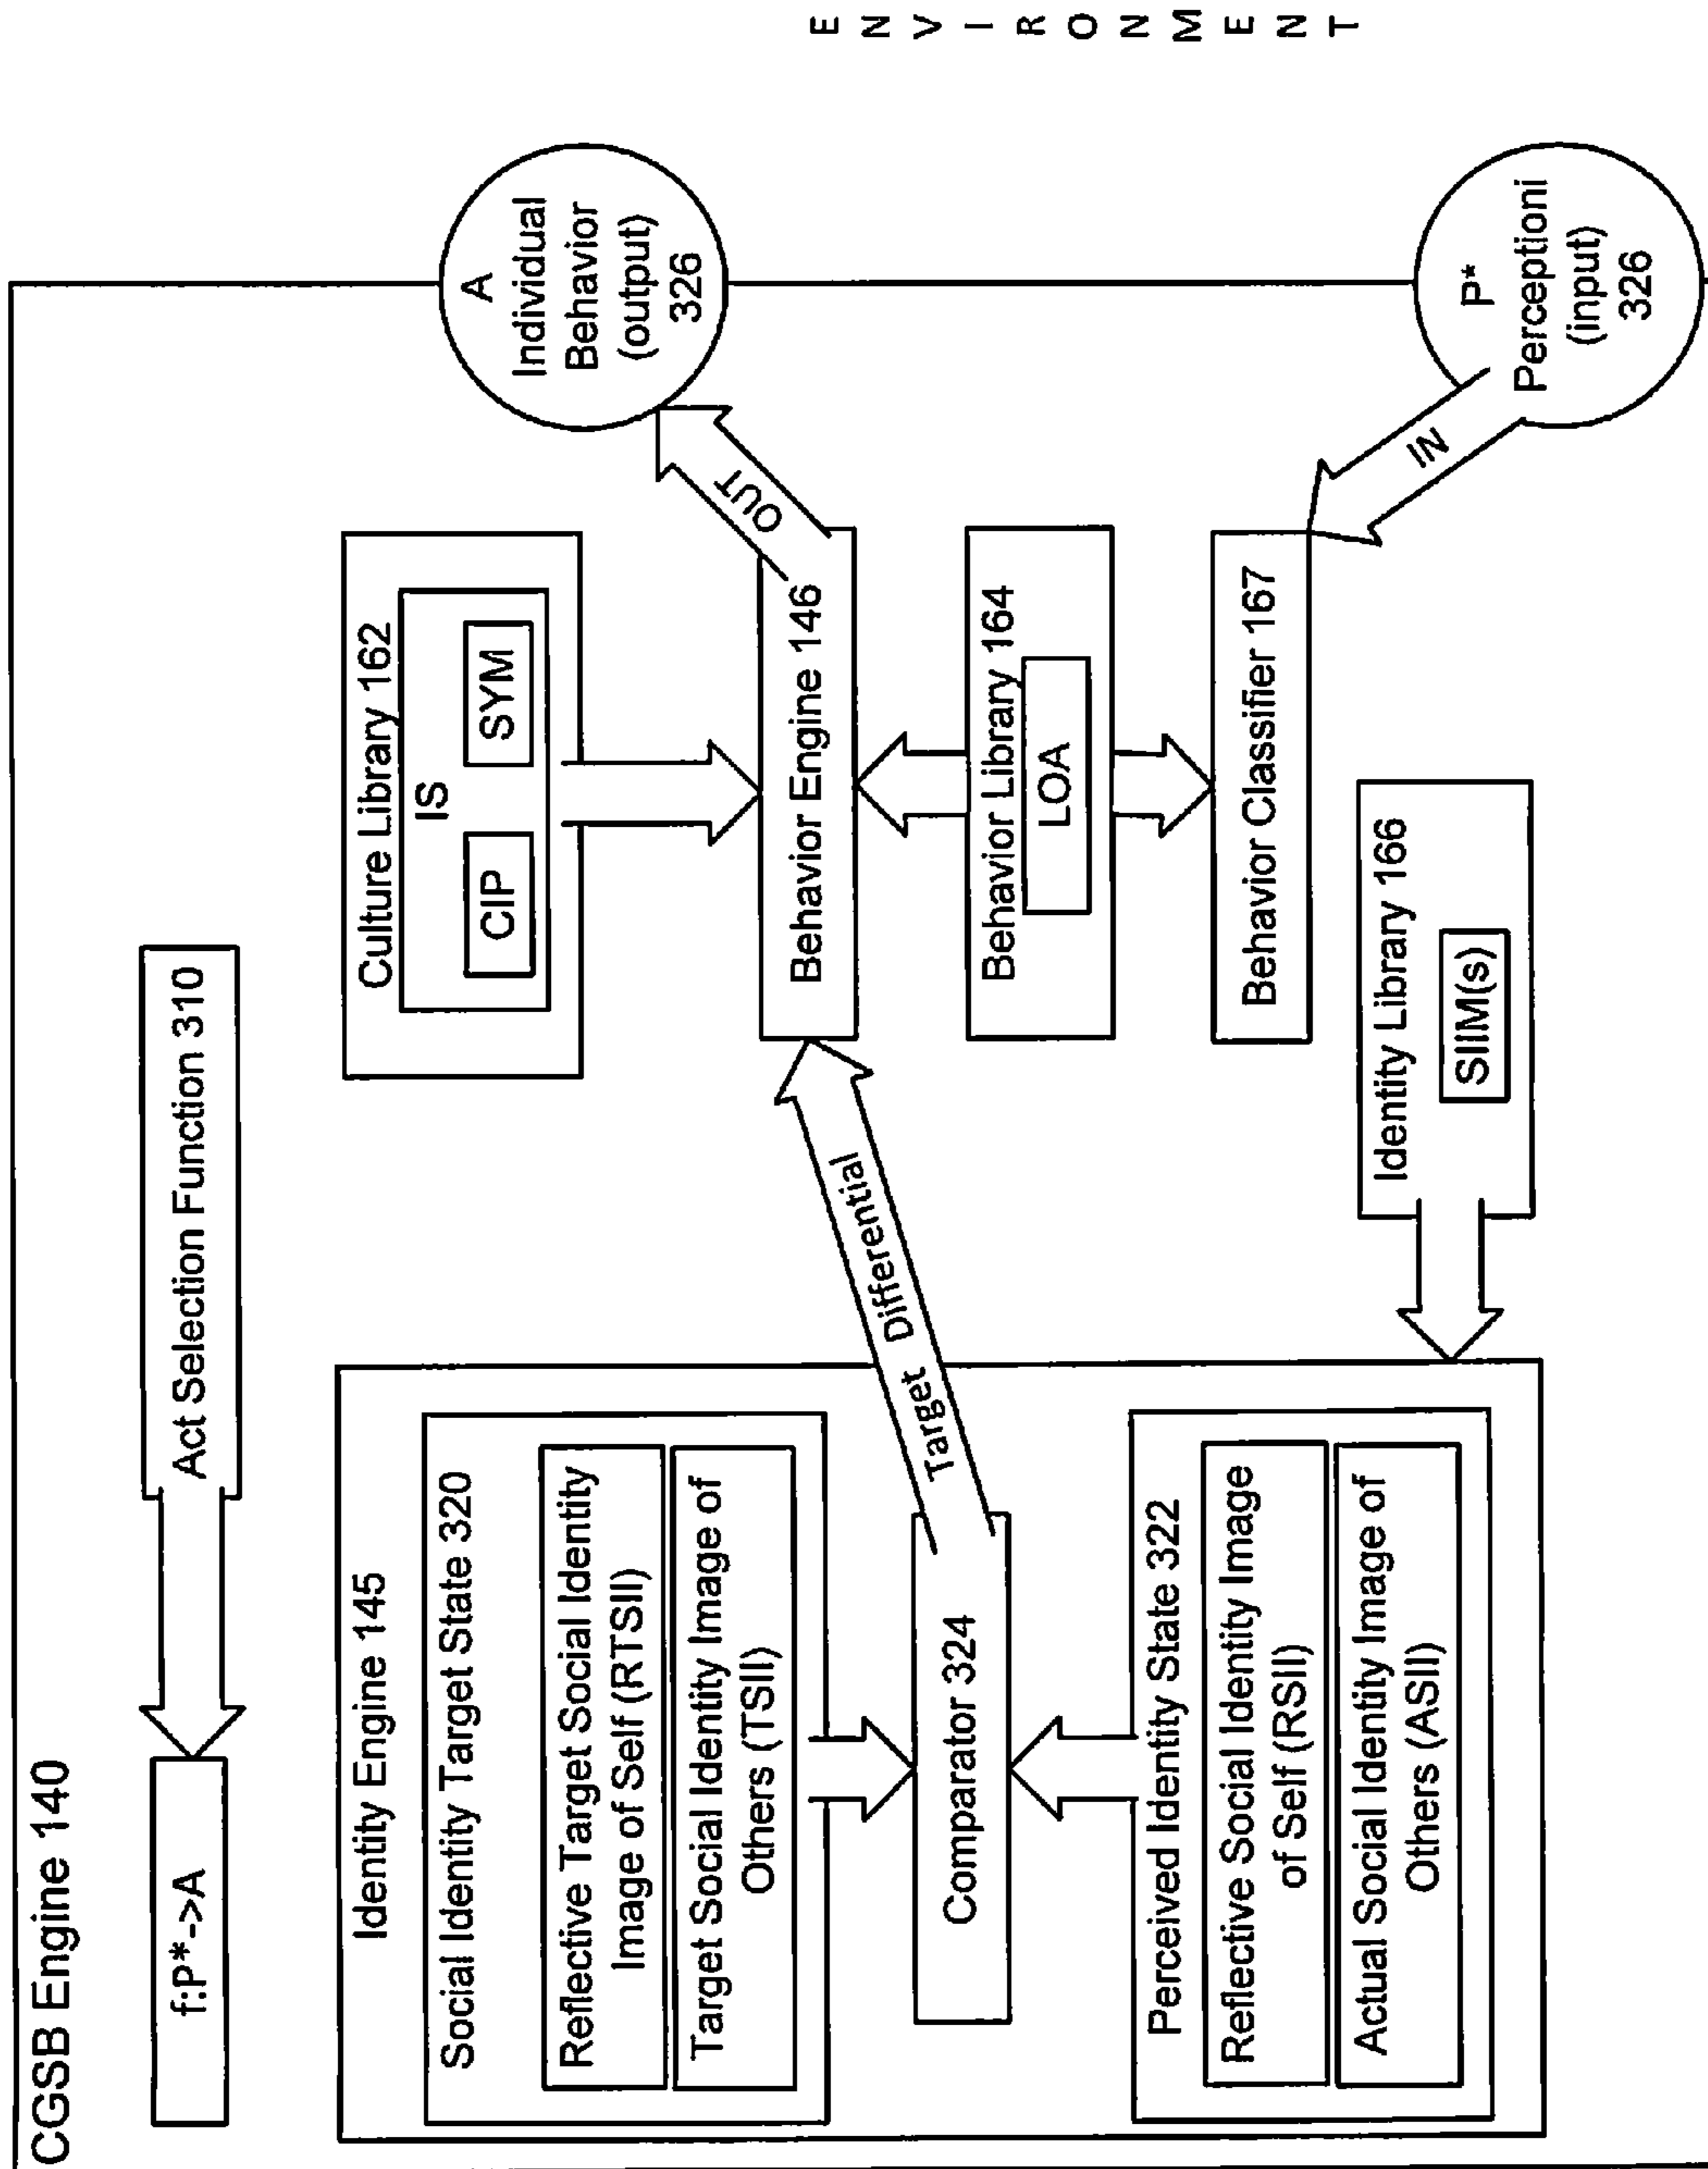 CGSB Engine 140
f:P*->A
Act Selection Function 310
Identity Engine 145
Social Identity Target State 320
Reflective Target Social Identity
Image of Self (RTSII)
Target Social Identity Image of
Others (TSII)
Comparator 324
Perceived Identity State 322
Reflective Social Identity Image
of Self (RSII)
Actual Social Identity Image of
Others (ASII)
Target Differential
Culture Library 162
IS
CIP
SYM
Behavior Engine 146
Behavior Library 164
LOA
Behavior Classifier 167
Identity Library 166
SIIM(s)
OUT
A
Individual
Behavior
(output)
326
IN
P*
Perceptioni
(input)
326
E
N
V
I
R
O
N
M
E
N
T